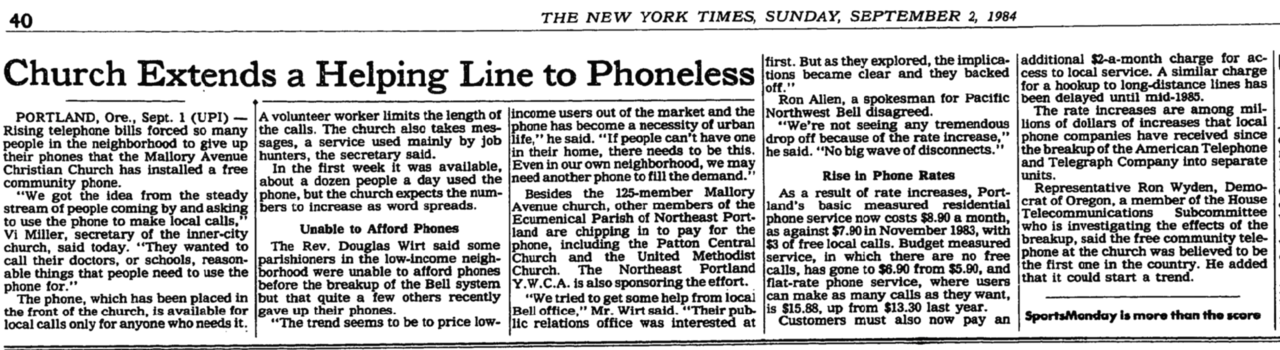 40
THE NEW YORK TIMES, SUNDAY, SEPTEMBER 2, 1984
Church Extends a Helping Line to Phoneless
PORTLAND, Ore., Sept. 1 (UPI) —
Rising telephone bills forced so many
people in the neighborhood to give up
their phones that the Mallory Avenue
Christian Church has installed a free
community phone.
"We got the idea from the steady
stream of people coming by and asking
to use the phone to make local calls,"
Vi Miller, secretary of the inner-city
church, said today. "They wanted to
call their doctors, or schools, reason-
able things that people need to use the
phone for."
The phone, which has been placed in
the front of the church, is available for
local calls only for anyone who needs it.
A volunteer worker limits the length of
the calls. The church also takes mes-
sages, a service used mainly by job
hunters, the secretary said.
In the first week it was available,
about a dozen people a day used the
phone, but the church expects the num-
bers to increase as word spreads.
Unable to Afford Phones
The Rev. Douglas Wirt said some
parishioners in the low-income neigh-
borhood were unable to afford phones
before the breakup of the Bell system
but that quite a few others recently
gave up their phones.
"The trend seems to be to price low-
income users out of the market and the
phone has become a necessity of urban
life," he said. "If people can't have one
in their home, there needs to be this.
Even in our own neighborhood, we may
need another phone to fill the demand."
Besides the 125-member Mallory
Avenue church, other members of the
Ecumenical Parish of Northeast Port-
land are chipping in to pay for the
phone, including the Patton Central
Church and the United Methodist
Church. The Northeast Portland
Y.W.C.A. is also sponsoring the effort.
"We tried to get some help from local
Bell office," Mr. Wirt said. "Their pub-
lic relations office was interested at
first. But as they explored, the implica-
tions became clear and they backed
off."
Ron Allen, a spokesman for Pacific
Northwest Bell disagreed.
"We're not seeing any tremendous
drop off because of the rate increase,"
he said. "No big wave of disconnects."
Rise in Phone Rates
As a result of rate increases, Port-
land's basic measured residential
phone service now costs $8.90 a month,
as against $7.90 in November 1983, with
$3 of free local calls. Budget measured
service, in which there are no free
calls, has gone to $6.90 from $5.90, and
flat-rate phone service, where users
can make as many calls as they want,
is $15.88, up from $13.30 last year.
Customers must also now pay an
additional $2-a-month charge for ac-
cess to local service. A similar charge
for a hookup to long-distance lines has
been delayed until mid-1985.
The rate increases are among mil-
lions of dollars of increases that local
phone companies have received since
the breakup of the American Telephone
and Telegraph Company into separate
units.
Representative Ron Wyden, Demo-
crat of Oregon, a member of the House
Telecommunications Subcommittee
who is investigating the effects of the
breakup, said the free community tele-
phone at the church was believed to be
the first one in the country. He added
that it could start a trend.
SportsMonday is more than the score